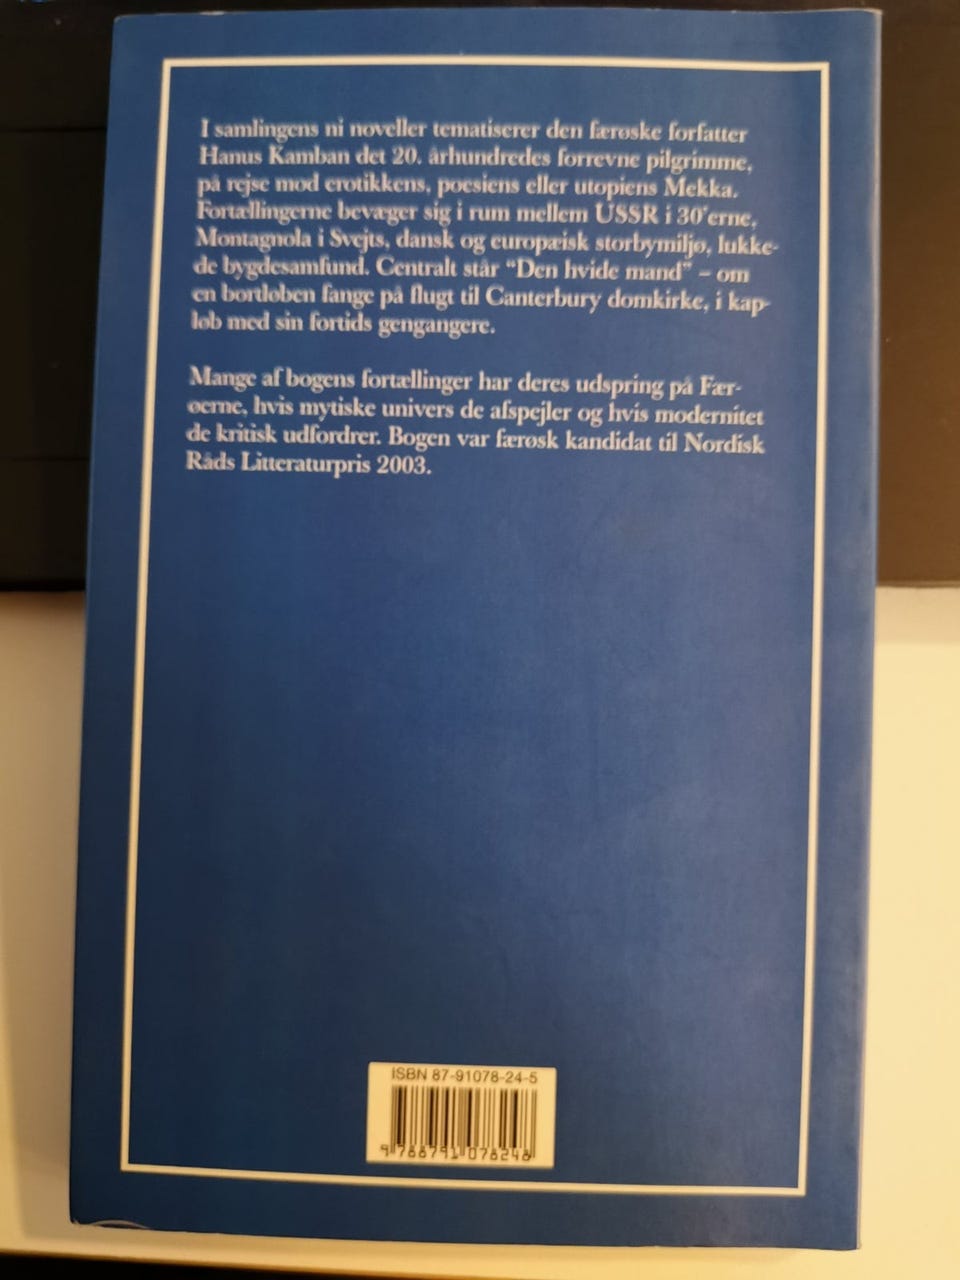 I samlingens ni noveller tematiserer den færøske forfatter
Hanus Kamban det 20. århundredes forrevne pilgrimme,
på rejse mod erotikkens, poesiens eller utopiens Mekka.
Fortællingerne bevæger sig i rum mellem USSR i 30'erne,
Montagnola i Svejts, dansk og europæisk storbymiljø, lukke-
de bygdesamfund. Centralt står "Den hvide mand" – om
en bortløben fange på flugt til Canterbury domkirke, i kap-
løb med sin fortids gengangere.
Mange af bogens fortællinger har deres udspring på Fær-
øerne, hvis mytiske univers de afspejler og hvis modernitet
de kritisk udfordrer. Bogen var færøsk kandidat til Nordisk
Råds Litteraturpris 2003.
ISBN 87-91078-24-5
9 788791 078248